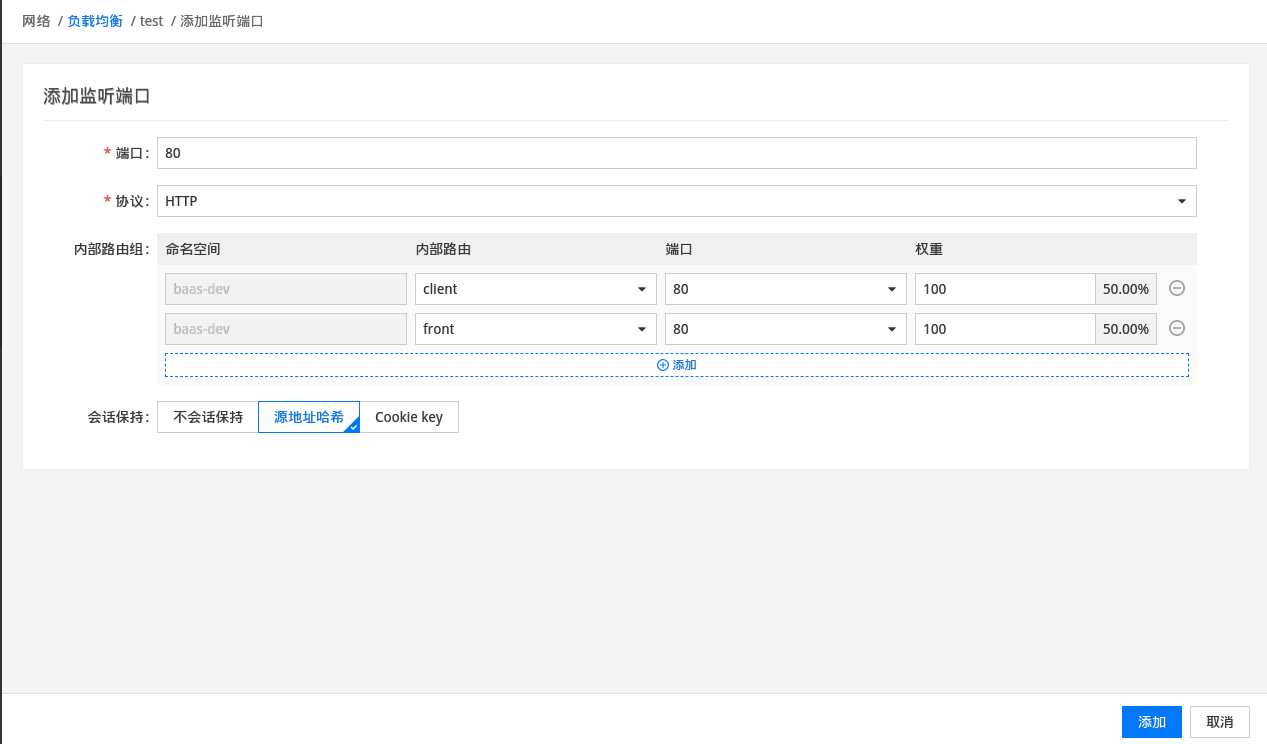 网络 / 负载均衡 / test / 添加监听端口
添加监听端口
* 端口: 80
* 协议: HTTP
内部路由组: 命名空间 内部路由 端口 权重
baas-dev client 80 100 50.00%
baas-dev front 80 100 50.00%
添加
会话保持: 不会话保持 源地址哈希 Cookie key
添加 取消